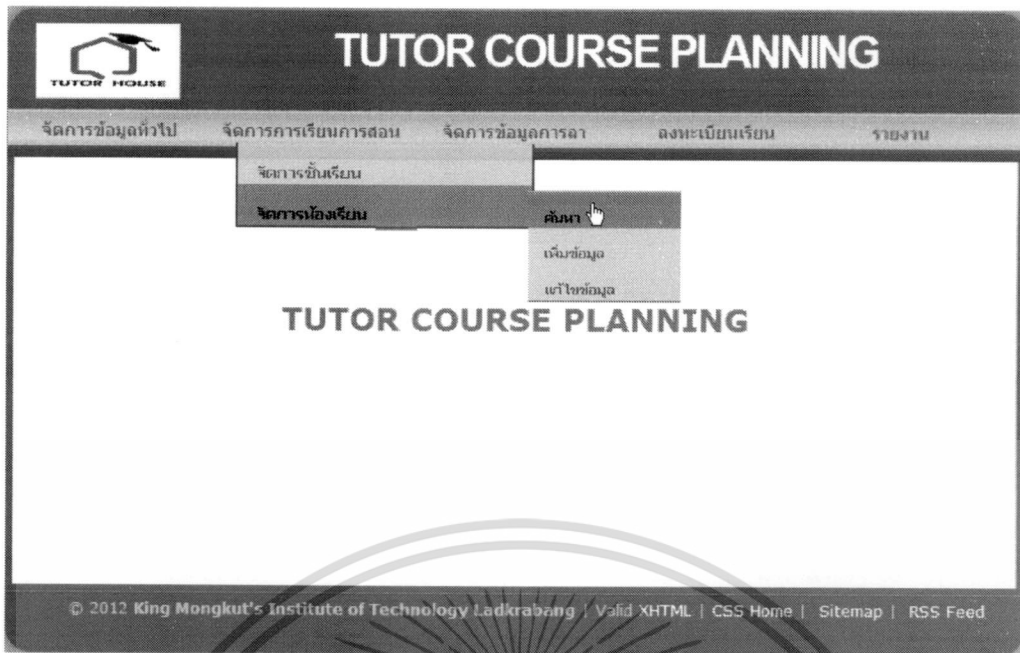 TUTOR COURSE PLANNING
TUTOR HOUSE
จัดการข้อมูลทั่วไป จัดการการเรียนการสอน จัดการข้อมูลการลา ลงทะเบียนเรียน รายงาน
จัดการชั้นเรียน
จัดการห้องเรียน
ค้นหา
เพิ่มข้อมูล
แก้ไขข้อมูล
TUTOR COURSE PLANNING
© 2012 King Mongkut's Institute of Technology Ladkrabang | Valid XHTML | CSS Home | Sitemap | RSS Feed